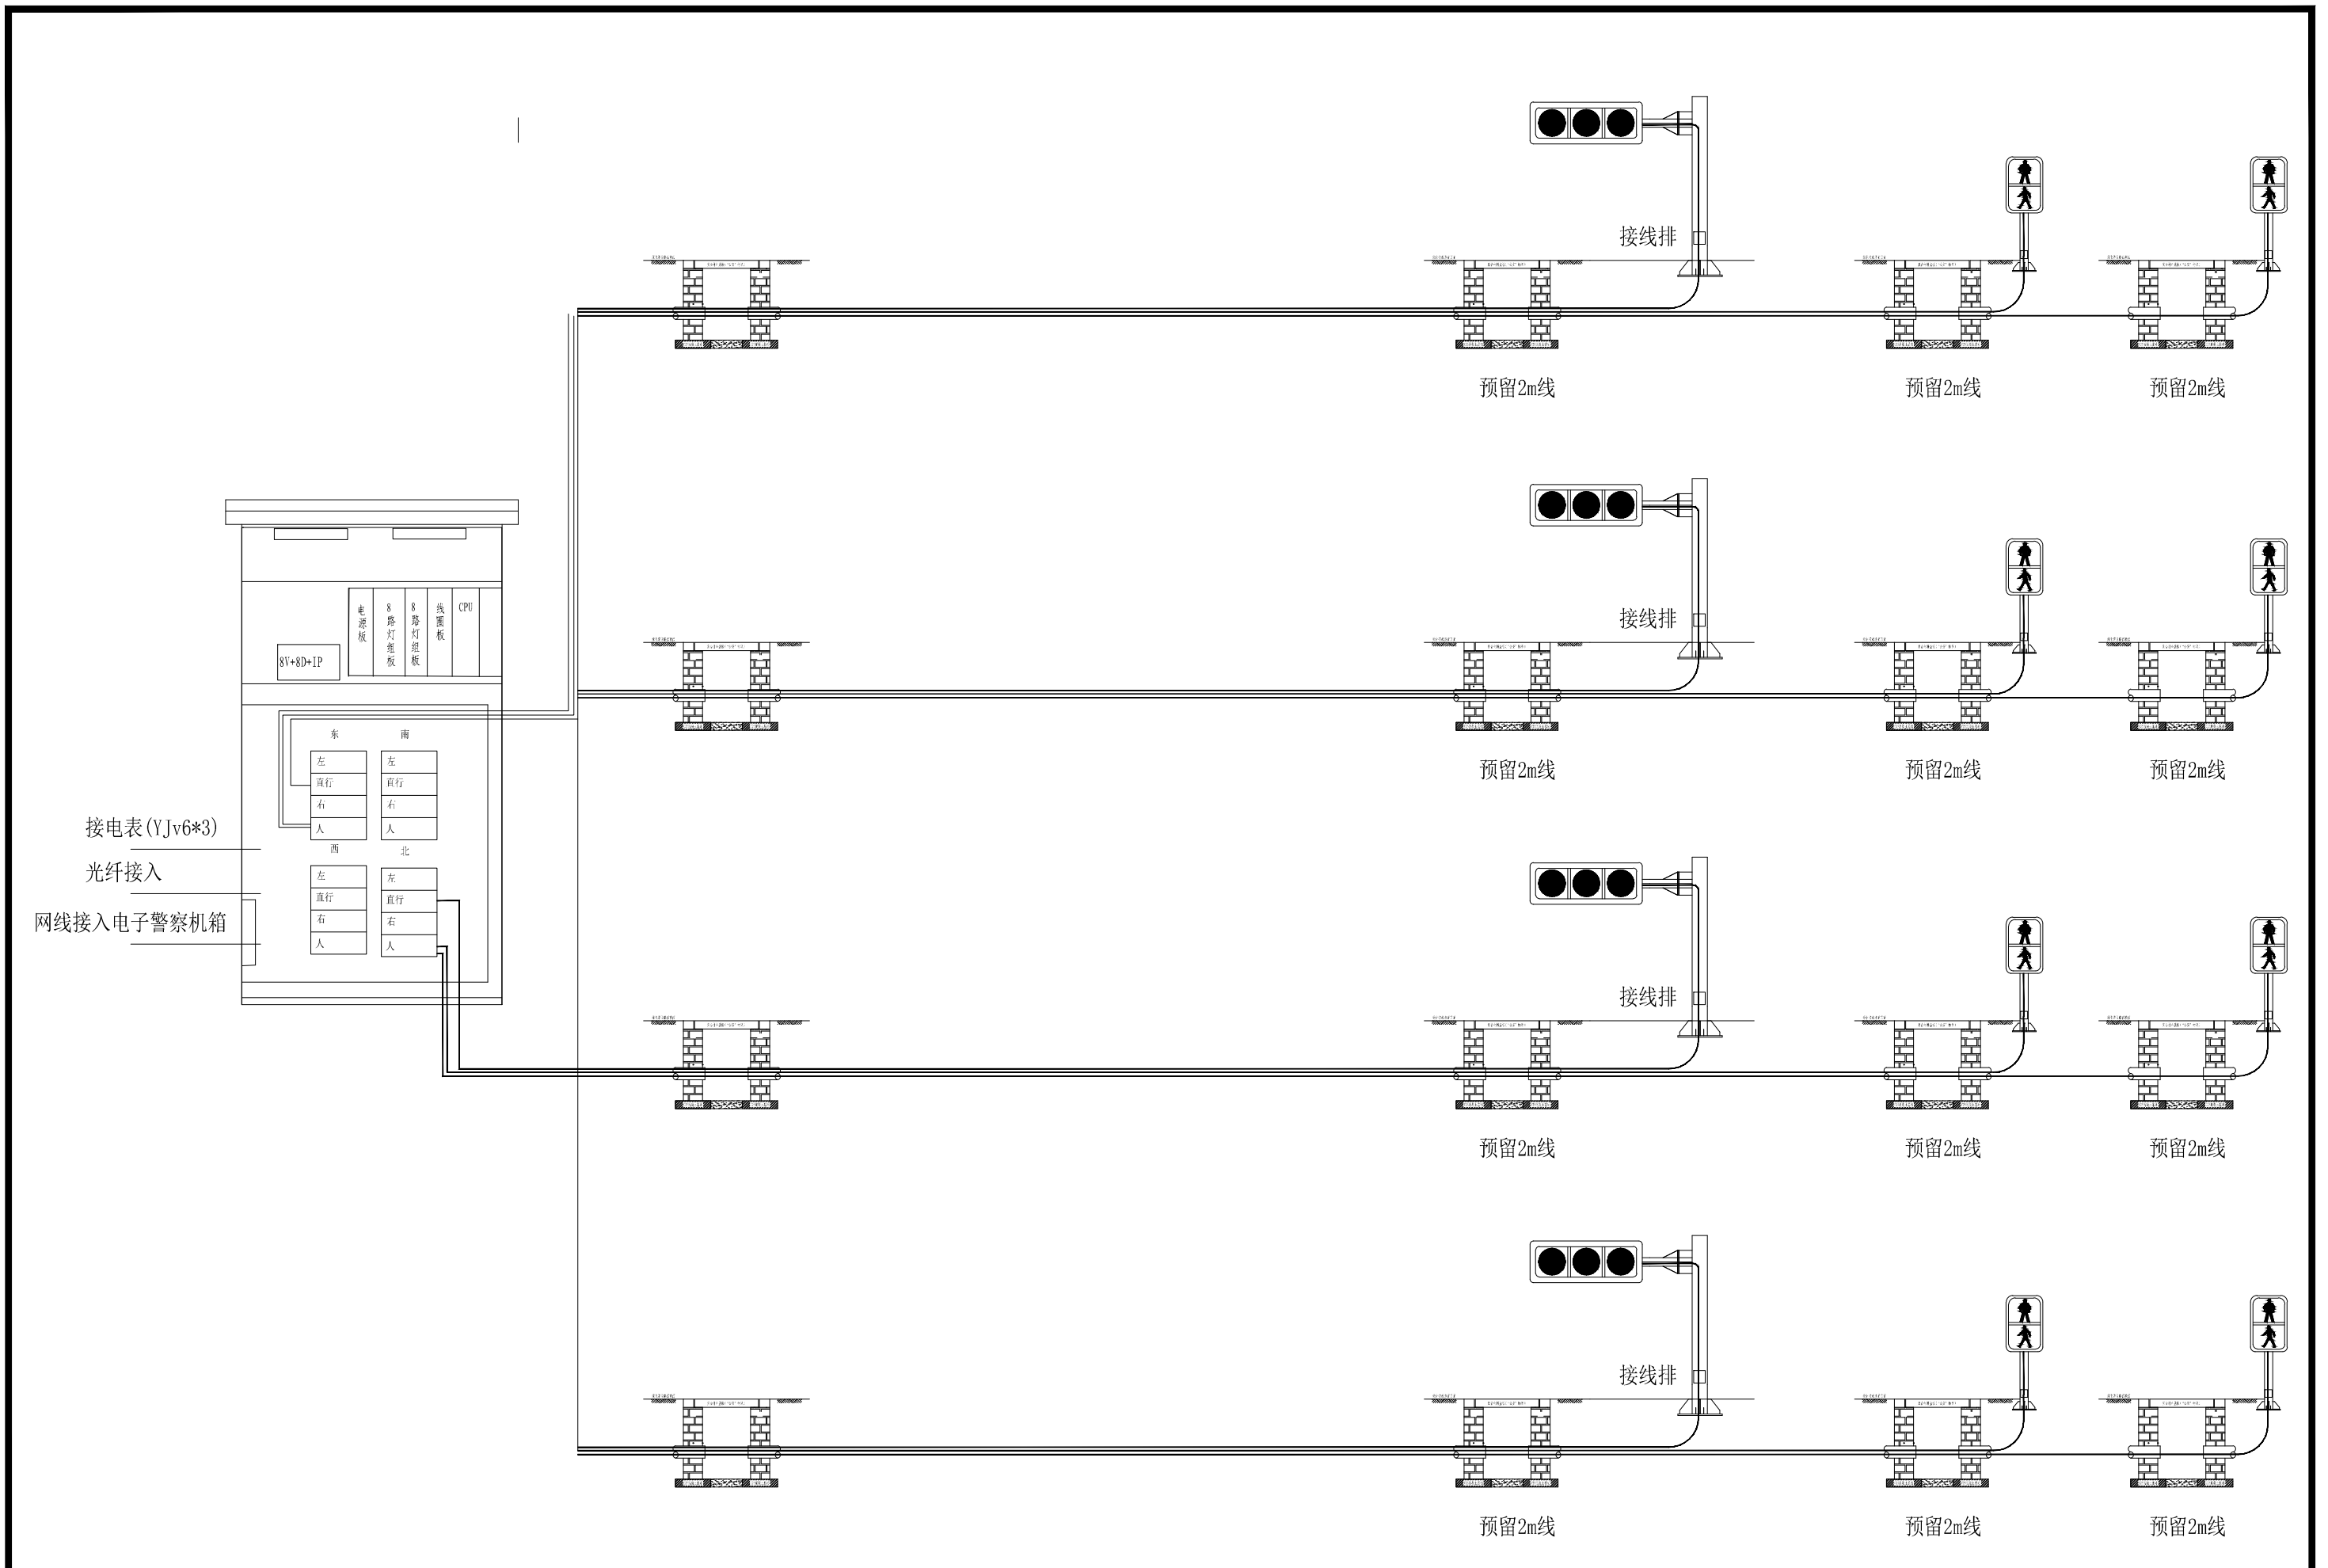 接线排
预留2m线
预留2m线
预留2m线
电源板
8路灯组板
8路灯组板
线圈板
CPU
8V+8D+1P
接线排
预留2m线
预留2m线
预留2m线
东
南
左
直行
右
人
左
直行
右
人
西
北
左
直行
右
人
左
直行
右
人
接电表(YJv6*3)
光纤接入
网线接入电子警察机箱
接线排
预留2m线
预留2m线
预留2m线
接线排
预留2m线
预留2m线
预留2m线